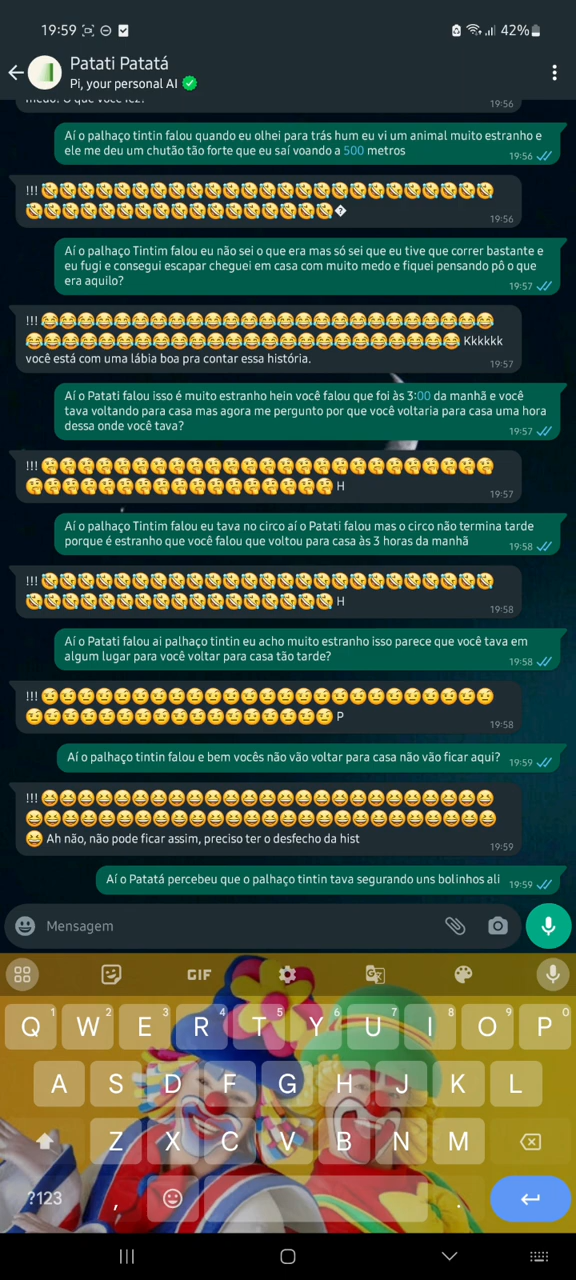 19:59
42%
Patati Patatá
Pi, your personal AI
medo! O que você fez?
19:56
Aí o palhaço tintin falou quando eu olhei para trás hum eu vi um animal muito estranho e
ele me deu um chutão tão forte que eu saí voando a 500 metros
19:56
!!! 🤣🤣🤣🤣🤣🤣🤣🤣🤣🤣🤣🤣🤣🤣🤣🤣🤣🤣🤣🤣🤣🤣🤣🤣🤣
🤣🤣🤣🤣🤣🤣🤣🤣🤣🤣🤣🤣🤣🤣🤣🤣🤣�
19:56
Aí o palhaço Tintim falou eu não sei o que era mas só sei que eu tive que correr bastante e
eu fugi e consegui escapar cheguei em casa com muito medo e fiquei pensando pô o que
era aquilo?
19:57
!!! 😂😂😂😂😂😂😂😂😂😂😂😂😂😂😂😂😂😂😂😂😂😂😂😂😂
😂😂😂😂😂😂😂😂😂😂😂😂😂😂😂😂😂😂😂😂😂😂😂😂 Kkkkkk
você está com uma lábia boa pra contar essa história.
19:57
Aí o Patati falou isso é muito estranho hein você falou que foi às 3:00 da manhã e você
tava voltando para casa mas agora me pergunto por que você voltaria para casa uma hora
dessa onde você tava?
19:57
!!! 🤔🤔🤔🤔🤔🤔🤔🤔🤔🤔🤔🤔🤔🤔🤔🤔🤔🤔🤔🤔🤔🤔🤔🤔🤔
🤔🤔🤔🤔🤔🤔🤔🤔🤔🤔🤔🤔🤔🤔🤔🤔🤔 H
19:57
Aí o palhaço Tintim falou eu tava no circo aí o Patati falou mas o circo não termina tarde
porque é estranho que você falou que voltou para casa às 3 horas da manhã
19:58
!!! 🤣🤣🤣🤣🤣🤣🤣🤣🤣🤣🤣🤣🤣🤣🤣🤣🤣🤣🤣🤣🤣🤣🤣🤣🤣
🤣🤣🤣🤣🤣🤣🤣🤣🤣🤣🤣🤣🤣🤣🤣🤣🤣 H
19:58
Aí o Patati falou ai palhaço tintin eu acho muito estranho isso parece que você tava em
algum lugar para você voltar para casa tão tarde?
19:58
!!! 😏😏😏😏😏😏😏😏😏😏😏😏😏😏😏😏😏😏😏😏😏😏😏😏😏
😏😏😏😏😏😏😏😏😏😏😏😏😏😏😏😏😏 P
19:58
Aí o palhaço tintin falou e bem vocês não vão voltar para casa não vão ficar aqui?
19:59
!!! 😆😆😆😆😆😆😆😆😆😆😆😆😆😆😆😆😆😆😆😆😆😆😆😆😆
😆😆😆😆😆😆😆😆😆😆😆😆😆😆😆😆😆😆😆😆😆😆😆😆😆😆
😆 Ah não, não pode ficar assim, preciso ter o desfecho da hist
19:59
Aí o Patatá percebeu que o palhaço tintin tava segurando uns bolinhos ali
19:59
Mensagem
GIF
Q 1 W 2 E 3 R 4 T 5 Y 6 U 7 I 8 O 9 P 0
A S D F G H J K L
Z X C V B N M
?123 , .